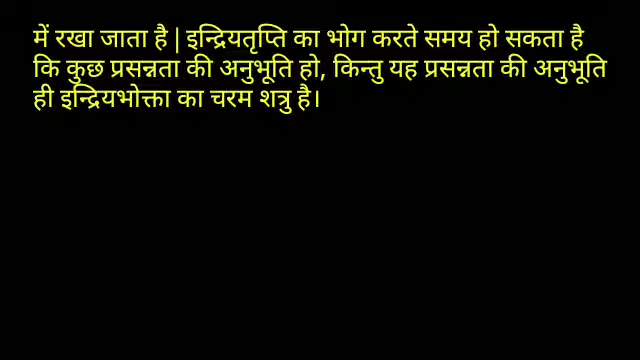 में रखा जाता है | इन्द्रियतृप्ति का भोग करते समय हो सकता है
कि कुछ प्रसन्नता की अनुभूति हो, किन्तु यह प्रसन्नता की अनुभूति
ही इन्द्रियभोक्ता का चरम शत्रु है।